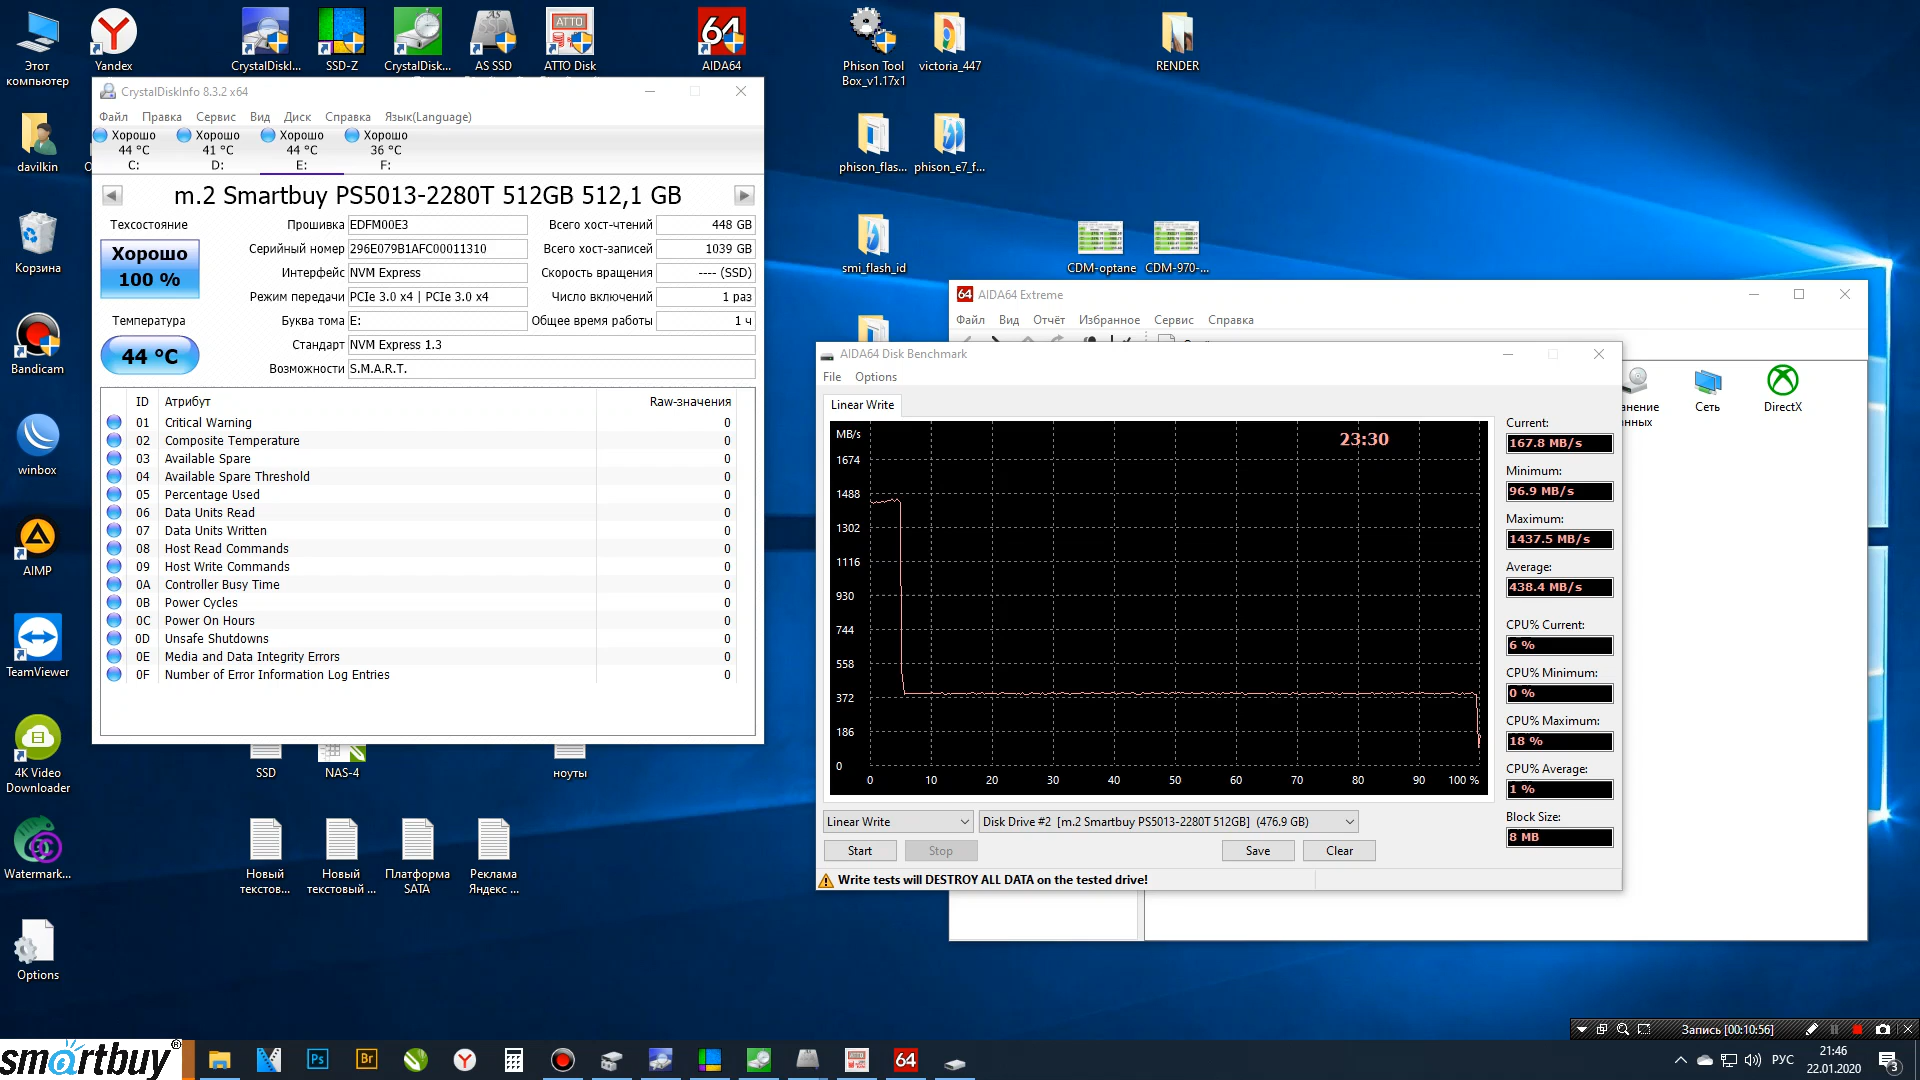 Этот
компьютер
Yandex
CrystalDiskI...
SSD-Z
CrystalDisk...
AS SSD
ATTO Disk
AIDA64
Phison Tool
Box_v1.17x1
victoria_447
RENDER
davilkin
Корзина
Bandicam
winbox
AIMP
TeamViewer
4K Video
Downloader
Watermark...
Options
phison_flas...
phison_e7_f...
smi_flash_id
CDM-optane
CDM-970-...
CrystalDiskInfo 8.3.2 x64
Файл Правка Сервис Вид Диск Справка Язык(Language)
Хорошо Хорошо Хорошо Хорошо
44 °C 41 °C 44 °C 36 °C
C: D: E: F:
m.2 Smartbuy PS5013-2280T 512GB 512,1 GB
Техсостояние
Хорошо
100 %
Температура
44 °C
Прошивка EDFM00E3 Всего хост-чтений 448 GB
Серийный номер 296E079B1AFC00011310 Всего хост-записей 1039 GB
Интерфейс NVM Express Скорость вращения ---- (SSD)
Режим передачи PCIe 3.0 x4 | PCIe 3.0 x4 Число включений 1 раз
Буква тома E: Общее время работы 1 ч
Стандарт NVM Express 1.3
Возможности S.M.A.R.T.
ID Атрибут Raw-значения
01 Critical Warning 0
02 Composite Temperature 0
03 Available Spare 0
04 Available Spare Threshold 0
05 Percentage Used 0
06 Data Units Read 0
07 Data Units Written 0
08 Host Read Commands 0
09 Host Write Commands 0
0A Controller Busy Time 0
0B Power Cycles 0
0C Power On Hours 0
0D Unsafe Shutdowns 0
0E Media and Data Integrity Errors 0
0F Number of Error Information Log Entries 0
SSD
NAS-4
ноуты
Новый
текстов...
Новый
текстовый ...
Платформа
SATA
Реклама
Яндекс ...
64 AIDA64 Extreme
Файл Вид Отчёт Избранное Сервис Справка
Сеть
DirectX
AIDA64 Disk Benchmark
File Options
Linear Write
MB/s
23:30
1674
1488
1302
1116
930
744
558
372
186
0
0 10 20 30 40 50 60 70 80 90 100 %
Current:
167.8 MB/s
Minimum:
96.9 MB/s
Maximum:
1437.5 MB/s
Average:
438.4 MB/s
CPU% Current:
6 %
CPU% Minimum:
0 %
CPU% Maximum:
18 %
CPU% Average:
1 %
Block Size:
8 MB
Linear Write
Disk Drive #2 [m.2 Smartbuy PS5013-2280T 512GB] (476.9 GB)
Start Stop Save Clear
Write tests will DESTROY ALL DATA on the tested drive!
Запись [00:10:56]
smartbuy®
Ps
Br
64
РУС
21:46
22.01.2020
3